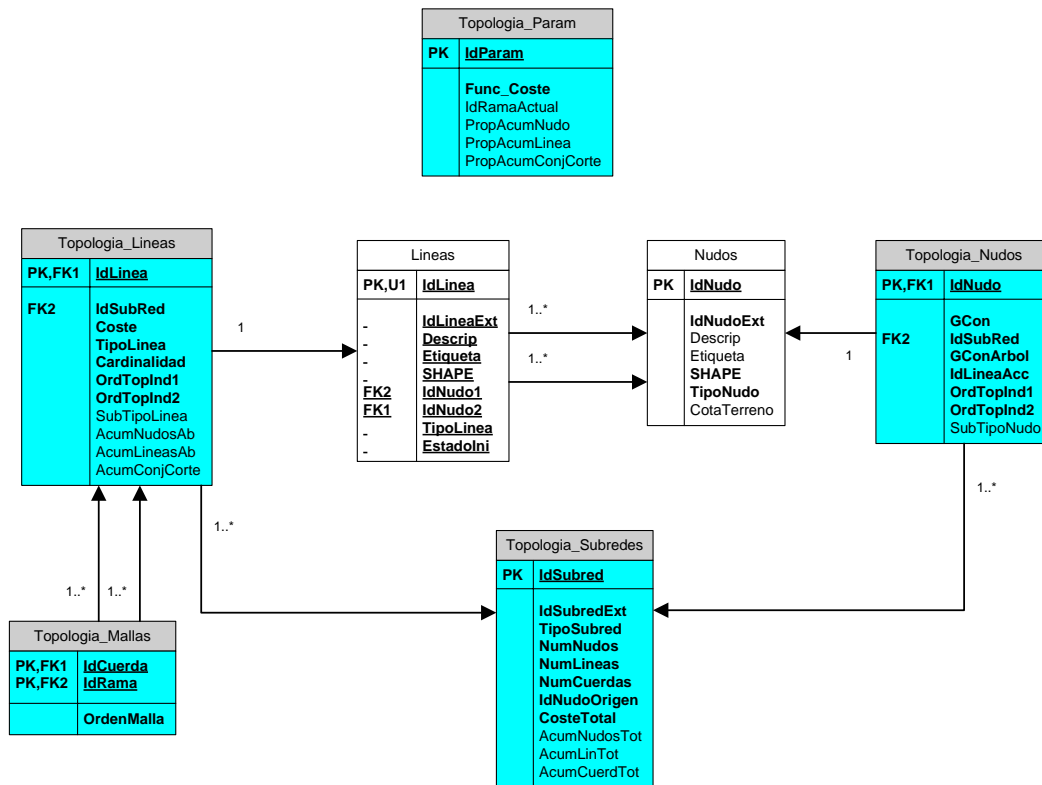 Topologia_Param
PK IdParam
Func_Coste
IdRamaActual
PropAcumNudo
PropAcumLinea
PropAcumConjCorte
Topologia_Lineas
PK,FK1 IdLinea
FK2 IdSubRed
Coste
TipoLinea
Cardinalidad
OrdTopInd1
OrdTopInd2
SubTipoLinea
AcumNudosAb
AcumLineasAb
AcumConjCorte
1
Lineas
PK,U1 IdLinea
- IdLineaExt
- Descrip
- Etiqueta
- SHAPE
FK2 IdNudo1
FK1 IdNudo2
- TipoLinea
- EstadoIni
1..*
1..*
Nudos
PK IdNudo
IdNudoExt
Descrip
Etiqueta
SHAPE
TipoNudo
CotaTerreno
1
Topologia_Nudos
PK,FK1 IdNudo
GCon
FK2 IdSubRed
GConArbol
IdLineaAcc
OrdTopInd1
OrdTopInd2
SubTipoNudo
1..*
1..*
1..* 1..*
Topologia_Mallas
PK,FK1 IdCuerda
PK,FK2 IdRama
OrdenMalla
Topologia_Subredes
PK IdSubred
IdSubredExt
TipoSubred
NumNudos
NumLineas
NumCuerdas
IdNudoOrigen
CosteTotal
AcumNudosTot
AcumLinTot
AcumCuerdTot